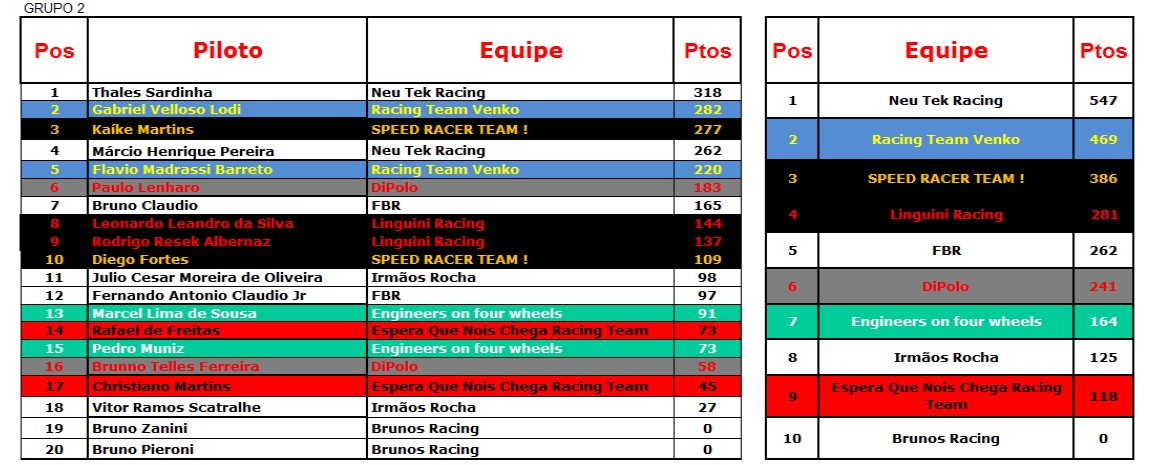 GRUPO 2
Pos Piloto Equipe Ptos
1 Thales Sardinha Neu Tek Racing 318
2 Gabriel Velloso Lodi Racing Team Venko 282
3 Kaíke Martins SPEED RACER TEAM ! 277
4 Márcio Henrique Pereira Neu Tek Racing 262
5 Flavio Madrassi Barreto Racing Team Venko 220
6 Paulo Lenharo DiPolo 183
7 Bruno Claudio FBR 165
8 Leonardo Leandro da Silva Linguini Racing 144
9 Rodrigo Resek Albernaz Linguini Racing 137
10 Diego Fortes SPEED RACER TEAM ! 109
11 Julio Cesar Moreira de Oliveira Irmãos Rocha 98
12 Fernando Antonio Claudio Jr FBR 97
13 Marcel Lima de Sousa Engineers on four wheels 91
14 Rafael de Freitas Espera Que Nois Chega Racing Team 73
15 Pedro Muniz Engineers on four wheels 73
16 Brunno Telles Ferreira DiPolo 58
17 Christiano Martins Espera Que Nois Chega Racing Team 45
18 Vitor Ramos Scatralhe Irmãos Rocha 27
19 Bruno Zanini Brunos Racing 0
20 Bruno Pieroni Brunos Racing 0
Pos Equipe Ptos
1 Neu Tek Racing 547
2 Racing Team Venko 469
3 SPEED RACER TEAM ! 386
4 Linguini Racing 281
5 FBR 262
6 DiPolo 241
7 Engineers on four wheels 164
8 Irmãos Rocha 125
9 Espera Que Nois Chega Racing
Team 118
10 Brunos Racing 0